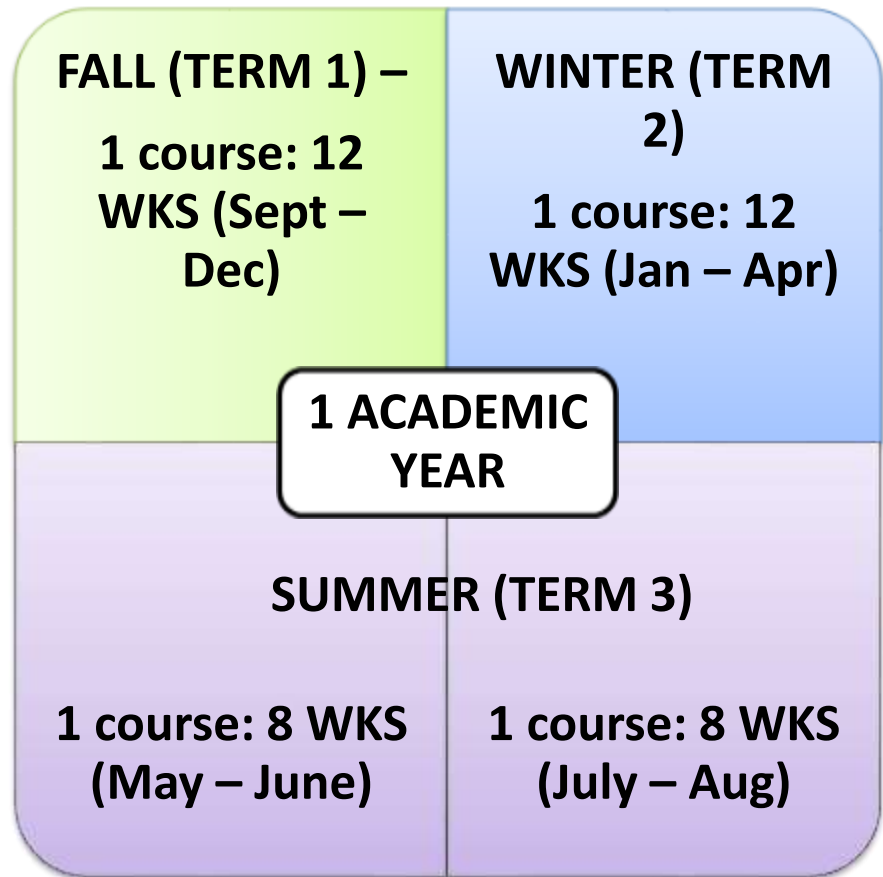 FALL (TERM 1) –
1 course: 12
WKS (Sept –
Dec)
WINTER (TERM
2)
1 course: 12
WKS (Jan – Apr)
1 ACADEMIC
YEAR
SUMMER (TERM 3)
1 course: 8 WKS
(May – June)
1 course: 8 WKS
(July – Aug)